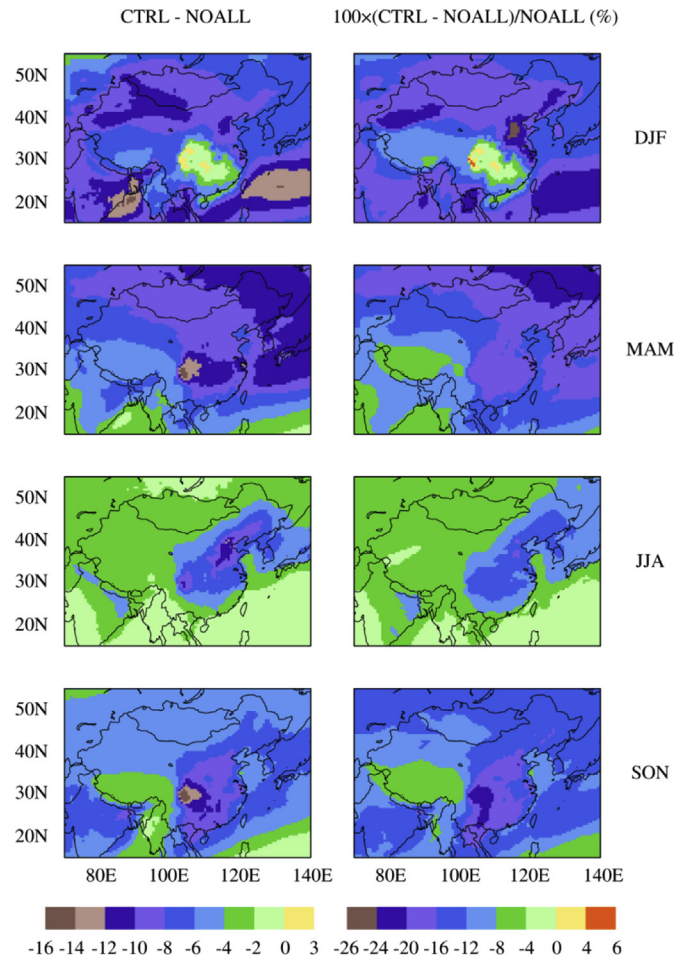 CTRL - NOALL 100×(CTRL - NOALL)/NOALL (%)
50N
40N
30N
20N
DJF
50N
40N
30N
20N
MAM
50N
40N
30N
20N
JJA
50N
40N
30N
20N
SON
80E 100E 120E 140E 80E 100E 120E 140E
-16 -14 -12 -10 -8 -6 -4 -2 0 3 -26 -24 -20 -16 -12 -8 -4 0 4 6